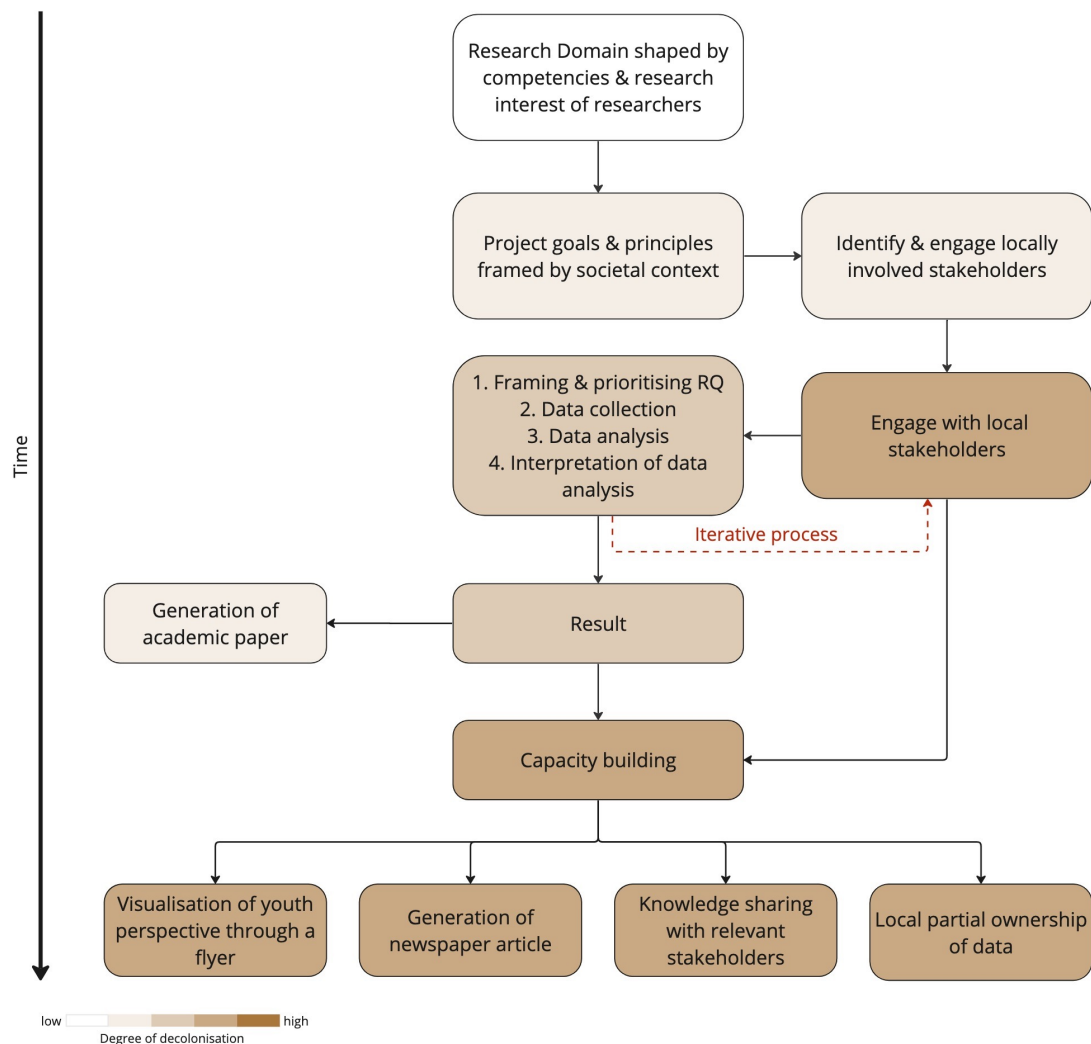 Research Domain shaped by
competencies & research
interest of researchers
Project goals & principles
framed by societal context
Identify & engage locally
involved stakeholders
1. Framing & prioritising RQ
2. Data collection
3. Data analysis
4. Interpretation of data
analysis
Engage with local
stakeholders
Time
Iterative process
Generation of
academic paper
Result
Capacity building
Visualisation of youth
perspective through a
flyer
Generation of
newspaper article
Knowledge sharing
with relevant
stakeholders
Local partial ownership
of data
low
high
Degree of decolonisation